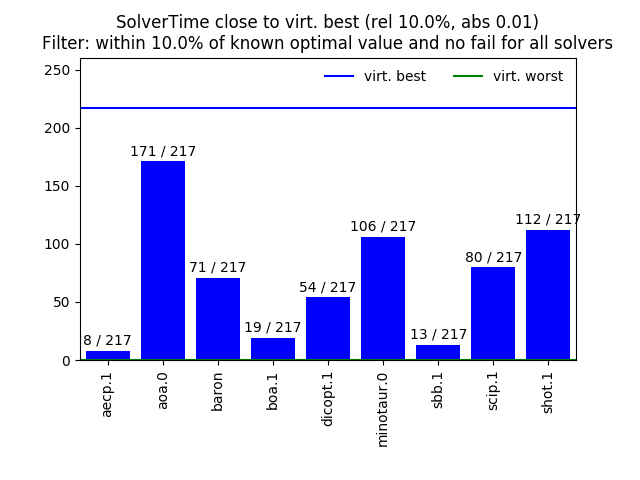 SolverTime close to virt. best (rel 10.0%, abs 0.01)
Filter: within 10.0% of known optimal value and no fail for all solvers
virt. best
virt. worst
250
200
150
100
50
0
8 / 217
171 / 217
71 / 217
19 / 217
54 / 217
106 / 217
13 / 217
80 / 217
112 / 217
aecp.1
aoa.0
baron
boa.1
dicopt.1
minotaur.0
sbb.1
scip.1
shot.1